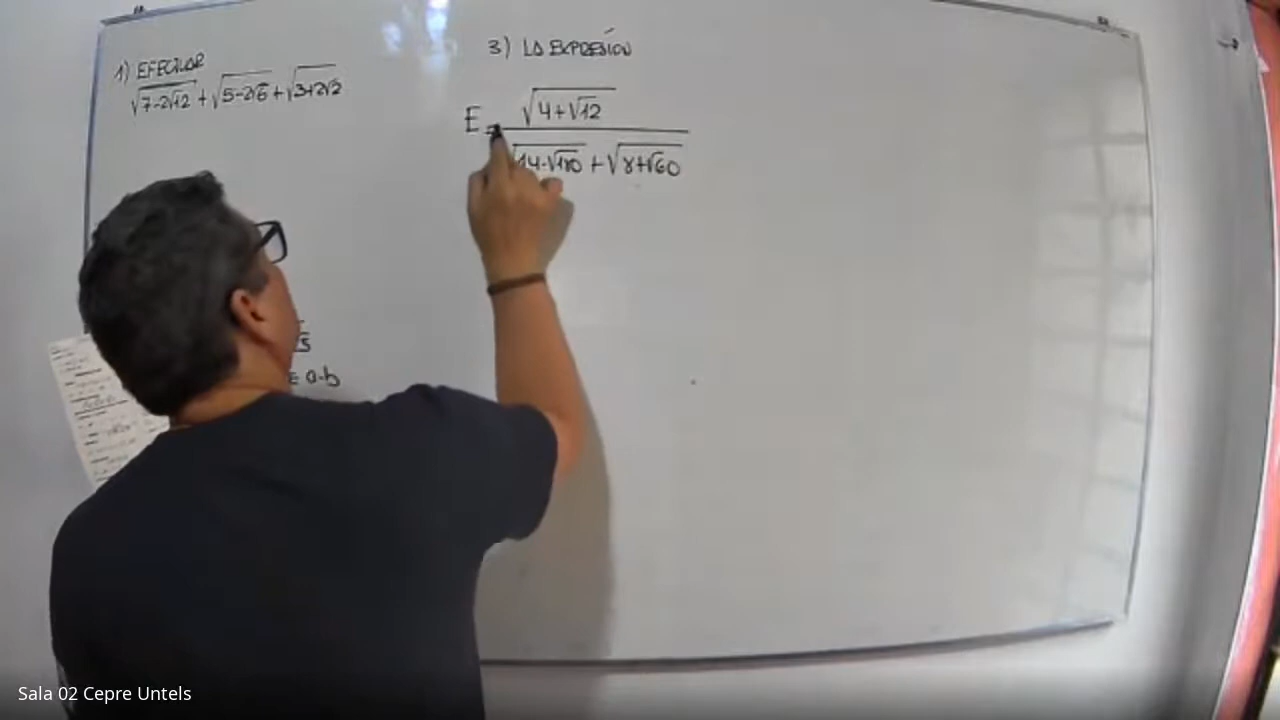 1) EFECTUAR
√7-2√12 + √5-2√6 + √3+2√2
3) LA EXPRESIÓN
E = √4+√12
√14-√180 + √8+√60
a-b
Sala 02 Cepre Untels